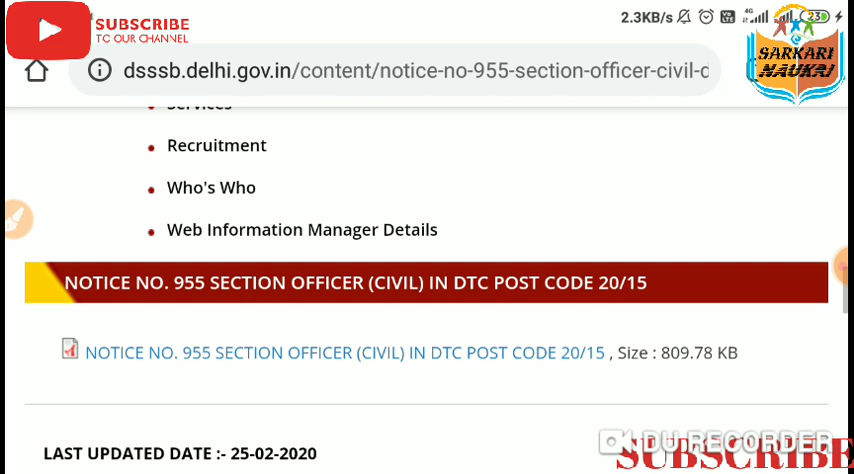 SUBSCRIBE
TO OUR CHANNEL
2.3KB/s
4G
23
SARKARI
NAUKRI
dsssb.delhi.gov.in/content/notice-no-955-section-officer-civil-d
Services
Recruitment
Who's Who
Web Information Manager Details
NOTICE NO. 955 SECTION OFFICER (CIVIL) IN DTC POST CODE 20/15
NOTICE NO. 955 SECTION OFFICER (CIVIL) IN DTC POST CODE 20/15 , Size : 809.78 KB
DU RECORDER
LAST UPDATED DATE :- 25-02-2020
SUBSCRIBE